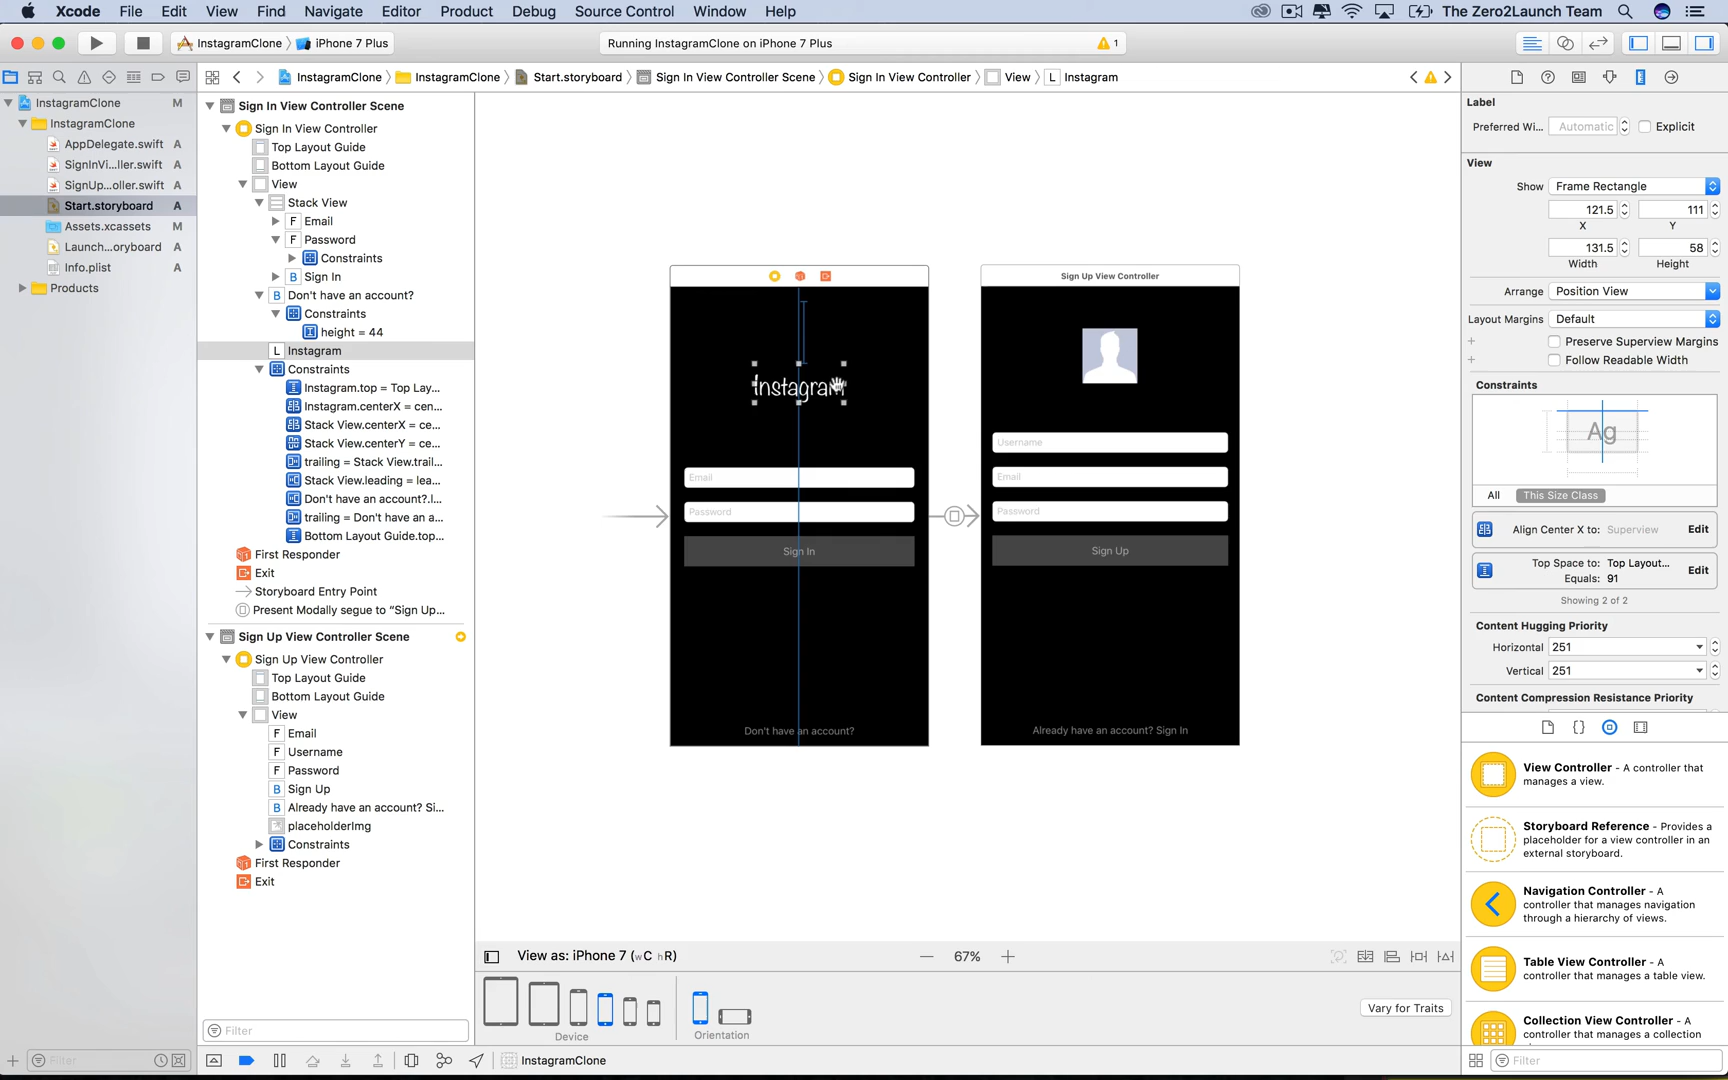 Xcode File Edit View Find Navigate Editor Product Debug Source Control Window Help The Zero2Launch Team
InstagramClone iPhone 7 Plus Running InstagramClone on iPhone 7 Plus 1
InstagramClone InstagramClone Start.storyboard Sign In View Controller Scene Sign In View Controller View L Instagram
InstagramClone M
InstagramClone
AppDelegate.swift A
SignInVi...ller.swift A
SignUp...oller.swift A
Start.storyboard A
Assets.xcassets M
Launch...oryboard A
Info.plist A
Products
Filter
Sign In View Controller Scene
Sign In View Controller
Top Layout Guide
Bottom Layout Guide
View
Stack View
F Email
F Password
Constraints
B Sign In
B Don't have an account?
Constraints
height = 44
L Instagram
Constraints
Instagram.top = Top Lay...
Instagram.centerX = cen...
Stack View.centerX = ce...
Stack View.centerY = ce...
trailing = Stack View.trail...
Stack View.leading = lea...
Don't have an account?.l...
trailing = Don't have an a...
Bottom Layout Guide.top...
First Responder
Exit
Storyboard Entry Point
Present Modally segue to “Sign Up...
Sign Up View Controller Scene
Sign Up View Controller
Top Layout Guide
Bottom Layout Guide
View
F Email
F Username
F Password
B Sign Up
B Already have an account? Si...
placeholderImg
Constraints
First Responder
Exit
Filter
Instagram
Email
Password
Sign In
Don't have an account?
Sign Up View Controller
Username
Email
Password
Sign Up
Already have an account? Sign In
View as: iPhone 7 (wC hR) 67%
Device
Orientation
Vary for Traits
InstagramClone
Label
Preferred Wi... Automatic Explicit
View
Show Frame Rectangle
121.5 111
X Y
131.5 58
Width Height
Arrange Position View
Layout Margins Default
Preserve Superview Margins
Follow Readable Width
Constraints
Ag
All This Size Class
Align Center X to: Superview Edit
Top Space to: Top Layout... Edit
Equals: 91
Showing 2 of 2
Content Hugging Priority
Horizontal 251
Vertical 251
Content Compression Resistance Priority
View Controller - A controller that
manages a view.
Storyboard Reference - Provides a
placeholder for a view controller in an
external storyboard.
Navigation Controller - A
controller that manages navigation
through a hierarchy of views.
Table View Controller - A
controller that manages a table view.
Collection View Controller - A
controller that manages a collection
Filter